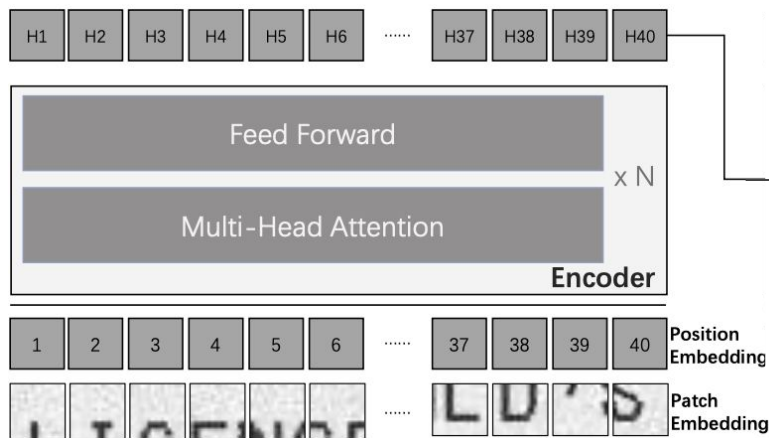 H1 H2 H3 H4 H5 H6 ...... H37 H38 H39 H40
Feed Forward
x N
Multi-Head Attention
Encoder
1 2 3 4 5 6 ...... 37 38 39 40 Position Embedding
...... LD'S Patch Embedding